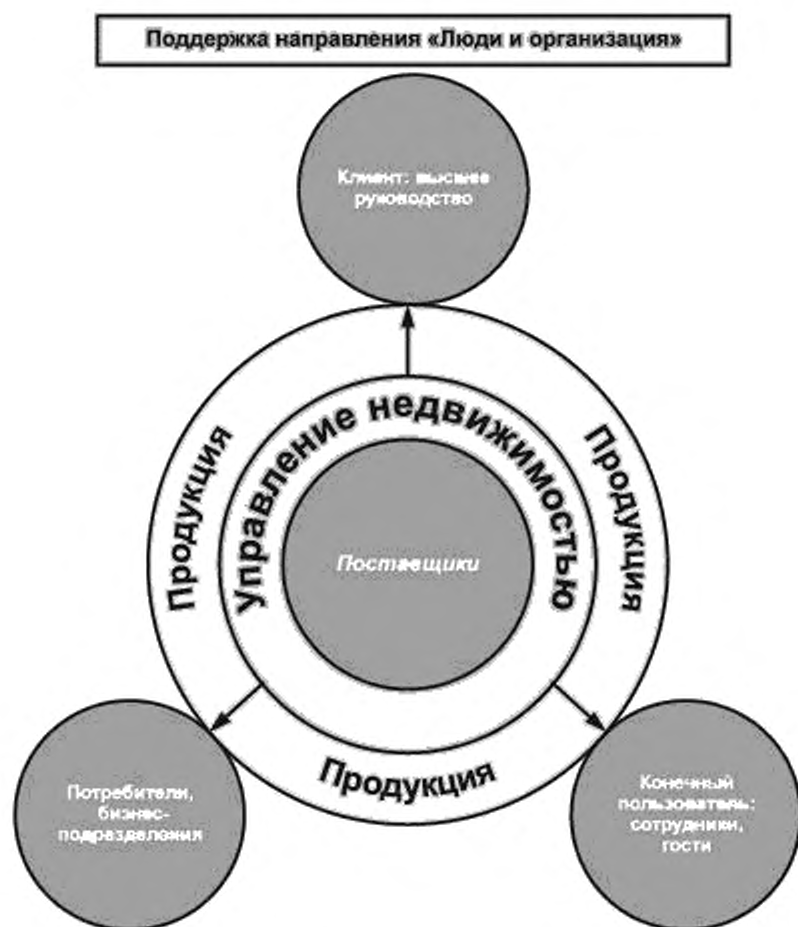 Поддержка направления «Люди и организация»
Клиент: высшее
руководство
Продукция
Управление недвижимостью
Продукция
Поставщики
Продукция
Потребители,
бизнес-
подразделения
Конечный
пользователь:
сотрудники,
гости